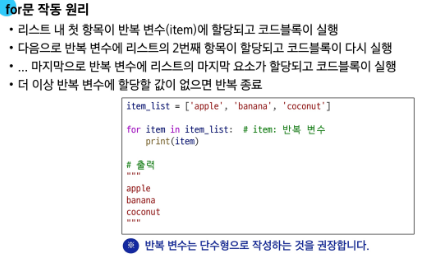 for문 작동 원리
• 리스트 내 첫 항목이 반복 변수(item)에 할당되고 코드블록이 실행
• 다음으로 반복 변수에 리스트의 2번째 항목이 할당되고 코드블록이 다시 실행
• ... 마지막으로 반복 변수에 리스트의 마지막 요소가 할당되고 코드블록이 실행
• 더 이상 반복 변수에 할당할 값이 없으면 반복 종료
item_list = ['apple', 'banana', 'coconut']
for item in item_list:  # item: 반복 변수
    print(item)
# 출력
"""
apple
banana
coconut
"""
※ 반복 변수는 단수형으로 작성하는 것을 권장합니다.